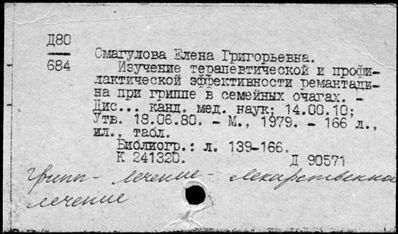 Д80
684
Смагулова Елена Григорьевна.
Изучение терапевтической и профи-
лактической эффективности ремантади-
на при гриппе в семейных очагах. -
Дис... канд. мед. наук; 14.00.10;
Утв. 18.06.80. - М., 1979. - 166 л.,
ил., табл.
Библиогр.: л. 139-166.
К 241320. Д 90571
Грипп - лечение - лекарственное
лечение